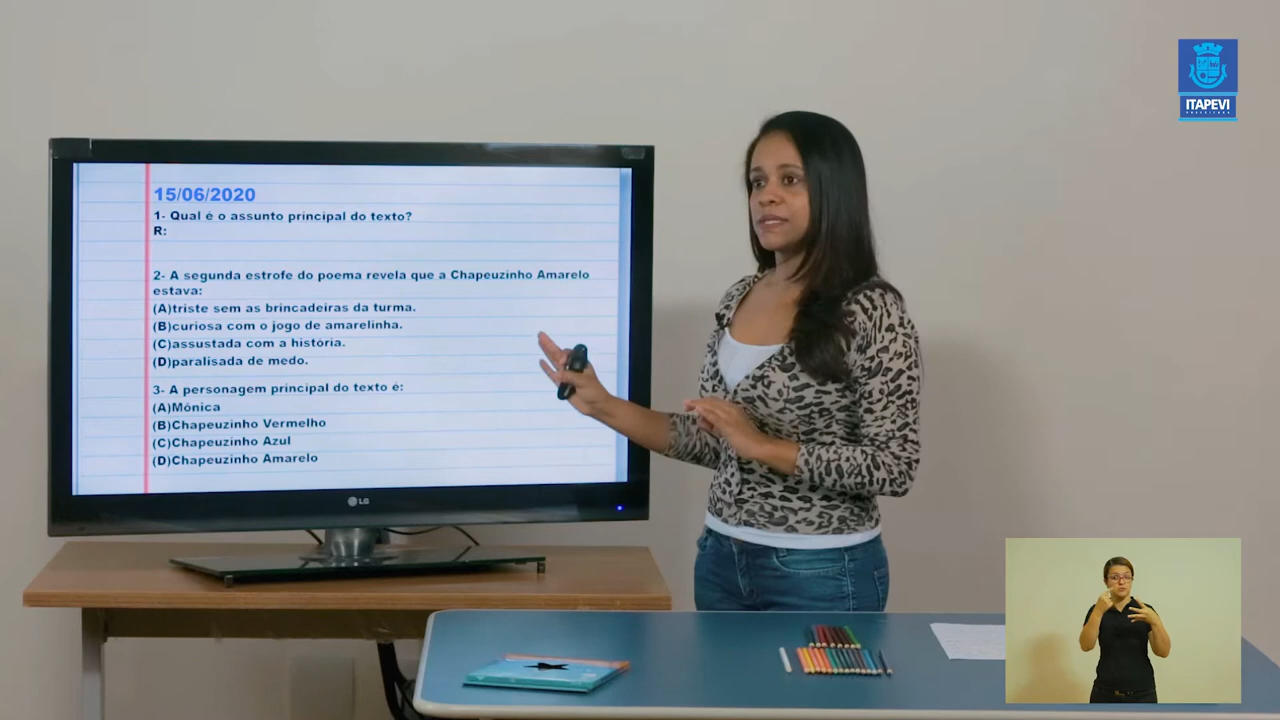 15/06/2020
1- Qual é o assunto principal do texto?
R:
2- A segunda estrofe do poema revela que a Chapeuzinho Amarelo
estava:
(A)triste sem as brincadeiras da turma.
(B)curiosa com o jogo de amarelinha.
(C)assustada com a história.
(D)paralisada de medo.
3- A personagem principal do texto é:
(A)Mônica
(B)Chapeuzinho Vermelho
(C)Chapeuzinho Azul
(D)Chapeuzinho Amarelo
LG
ITAPEVI
PREFEITURA